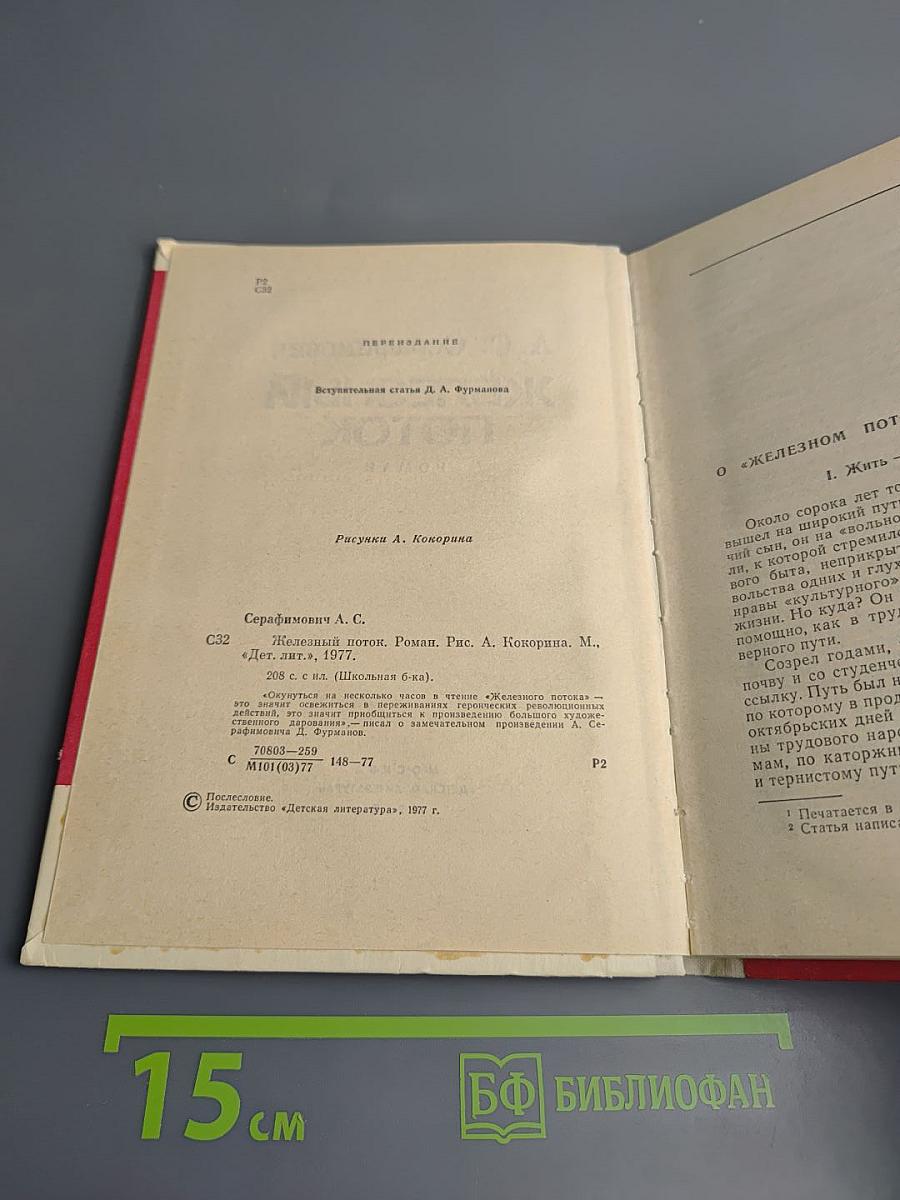 Р2
С32
ПЕРЕИЗДАНИЕ
Вступительная статья Д. А. Фурманова
Рисунки А. Кокорина
Серафимович А. С.
С32 Железный поток. Роман. Рис. А. Кокорина. М.,
«Дет. лит.», 1977.
208 с. с ил. (Школьная б-ка).
«Окунуться на несколько часов в чтение «Железного потока» —
это значит освежиться в переживаниях героических революционных
действий, это значит приобщиться к произведению большого художе-
ственного дарования»,— писал о замечательном произведении А. Се-
рафимовича Д. Фурманов.
70803—259
С 148—77 Р2
М101(03)77
© Послесловие.
Издательство «Детская литература», 1977 г.
О «ЖЕЛЕЗНОМ ПОТ
I. Жить —
Около сорока лет то
вышел на широкий пут
чий сын, он на «вольно
ли, к которой стремилс
вого быта, неприкрыт
вольства одних и глух
нравы «культурного»
жизни. Но куда? Он
помощно, как в труд
верного пути.
Созрел годами,
почву и со студенче
ссылку. Путь был н
по которому в прод
октябрьских дней
ны трудового наро
мам, по каторжн
и тернистому пут
¹ Печатается в
² Статья написа
15 см
БФ БИБЛИОФАН